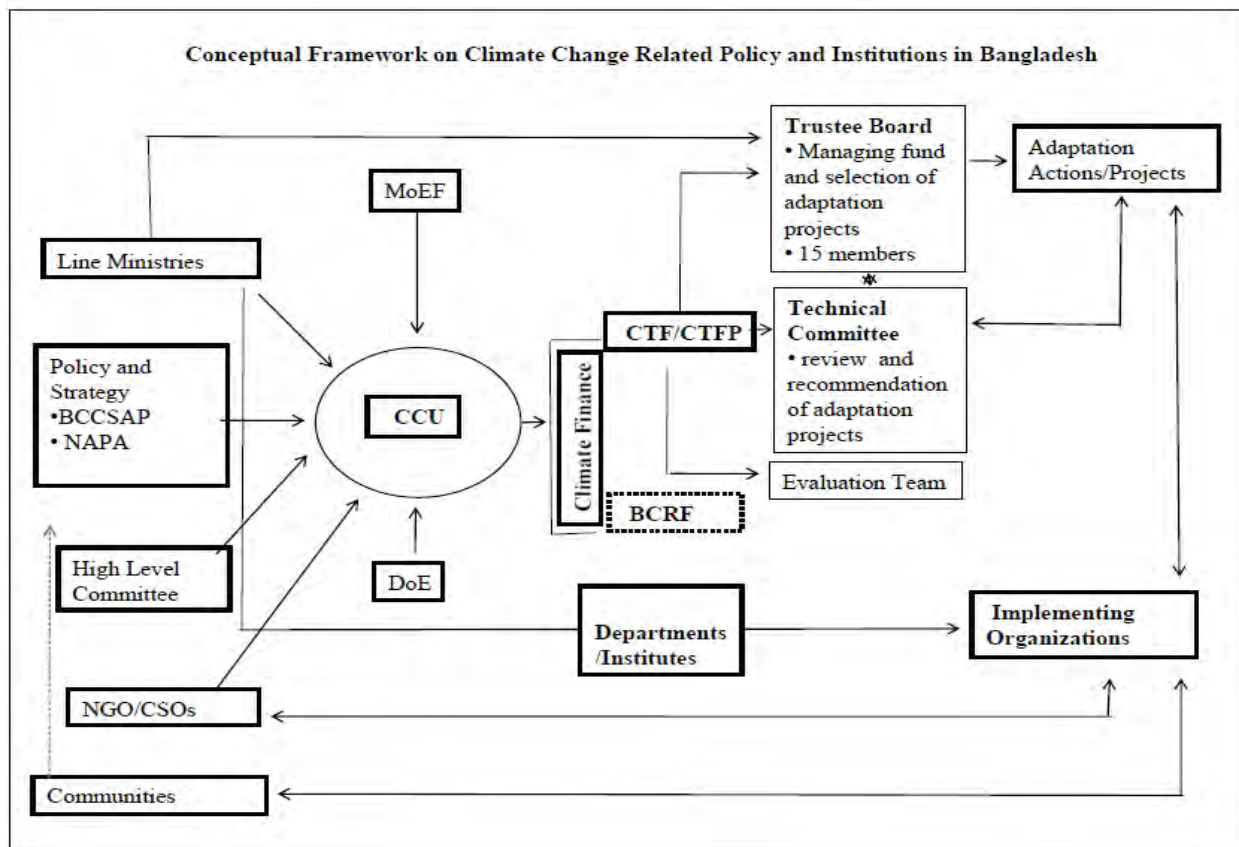 Conceptual Framework on Climate Change Related Policy and Institutions in Bangladesh
Trustee Board
• Managing fund
and selection of
adaptation
projects
• 15 members
Adaptation
Actions/Projects
MoEF
Line Ministries
Technical
Committee
• review and
recommendation
of adaptation
projects
CTF/CTFP
Policy and
Strategy
•BCCSAP
• NAPA
CCU
Climate Finance
Evaluation Team
BCRF
High Level
Committee
DoE
Departments
/Institutes
Implementing
Organizations
NGO/CSOs
Communities